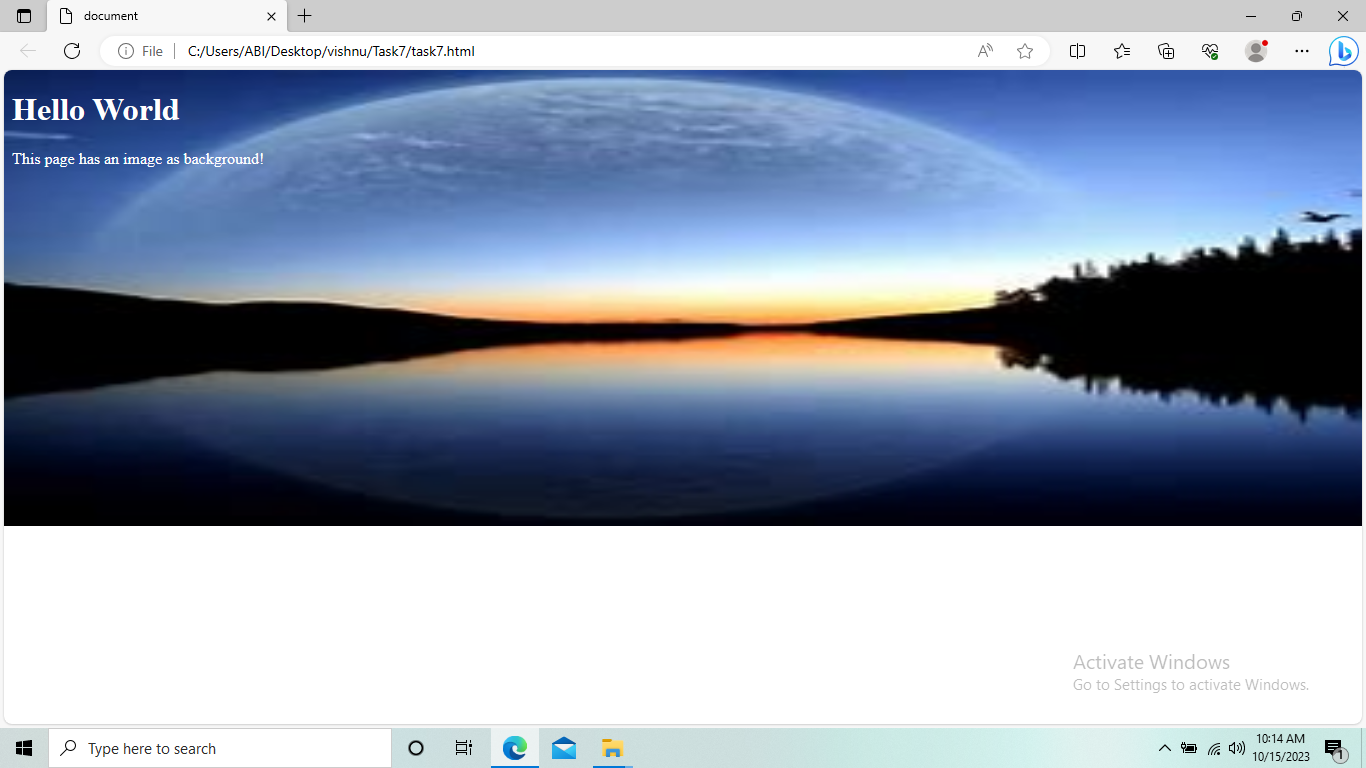 document
File
C:/Users/ABI/Desktop/vishnu/Task7/task7.html
Hello World
This page has an image as background!
Activate Windows
Go to Settings to activate Windows.
Type here to search
10:14 AM
10/15/2023
1